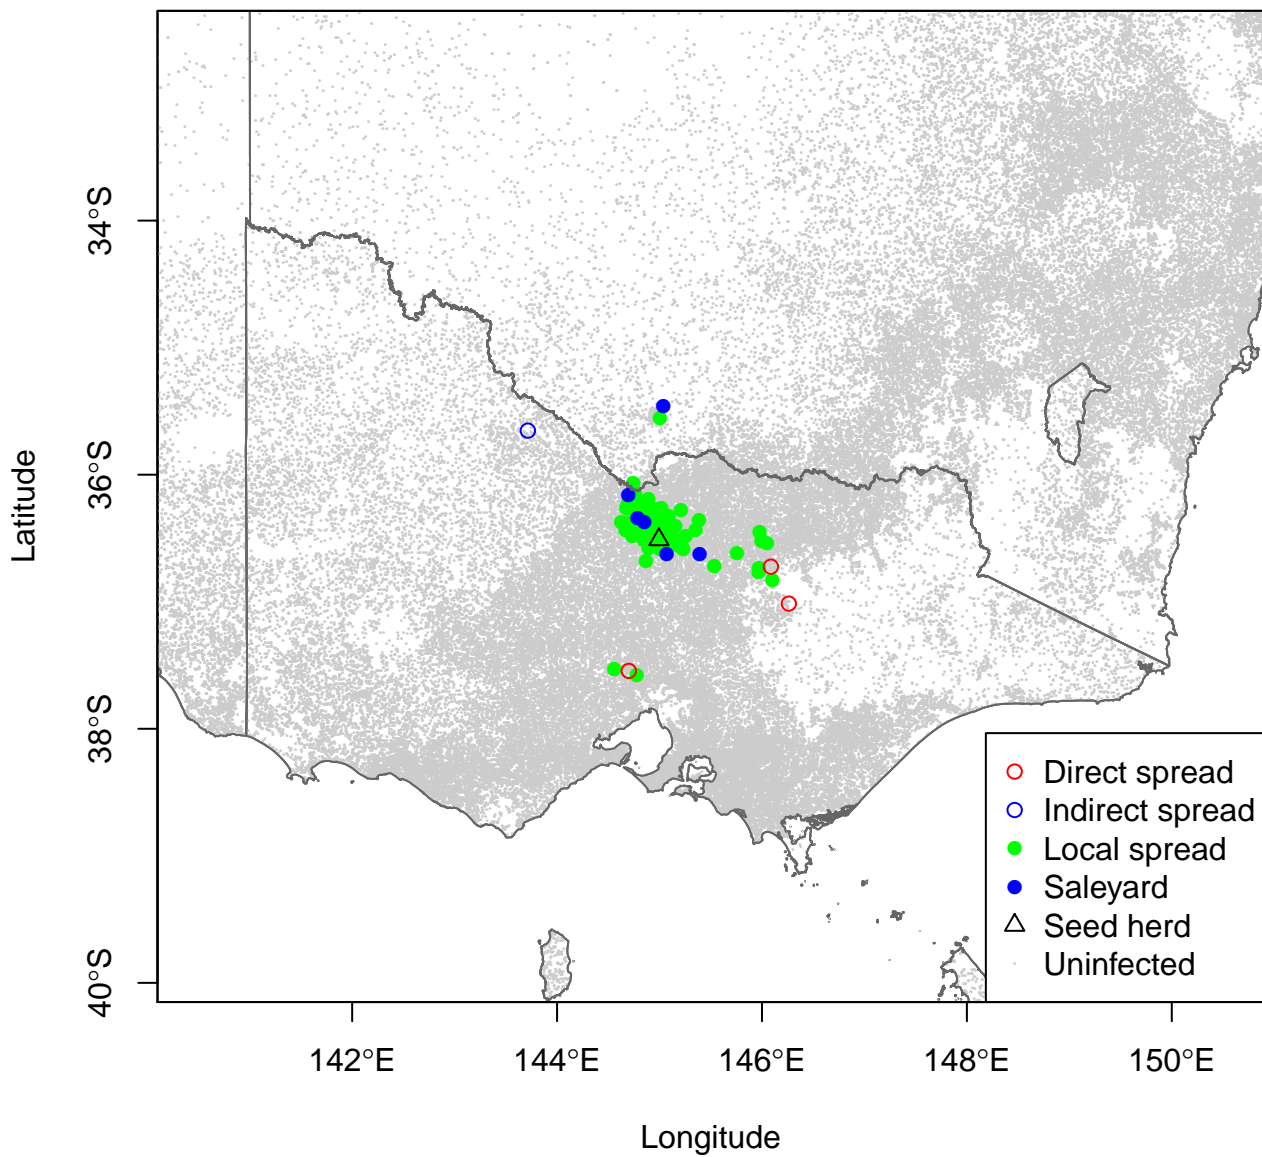 Latitude
34°S
36°S
38°S
40°S
Direct spread
Indirect spread
Local spread
Saleyard
Seed herd
Uninfected
142°E
144°E
146°E
148°E
150°E
Longitude